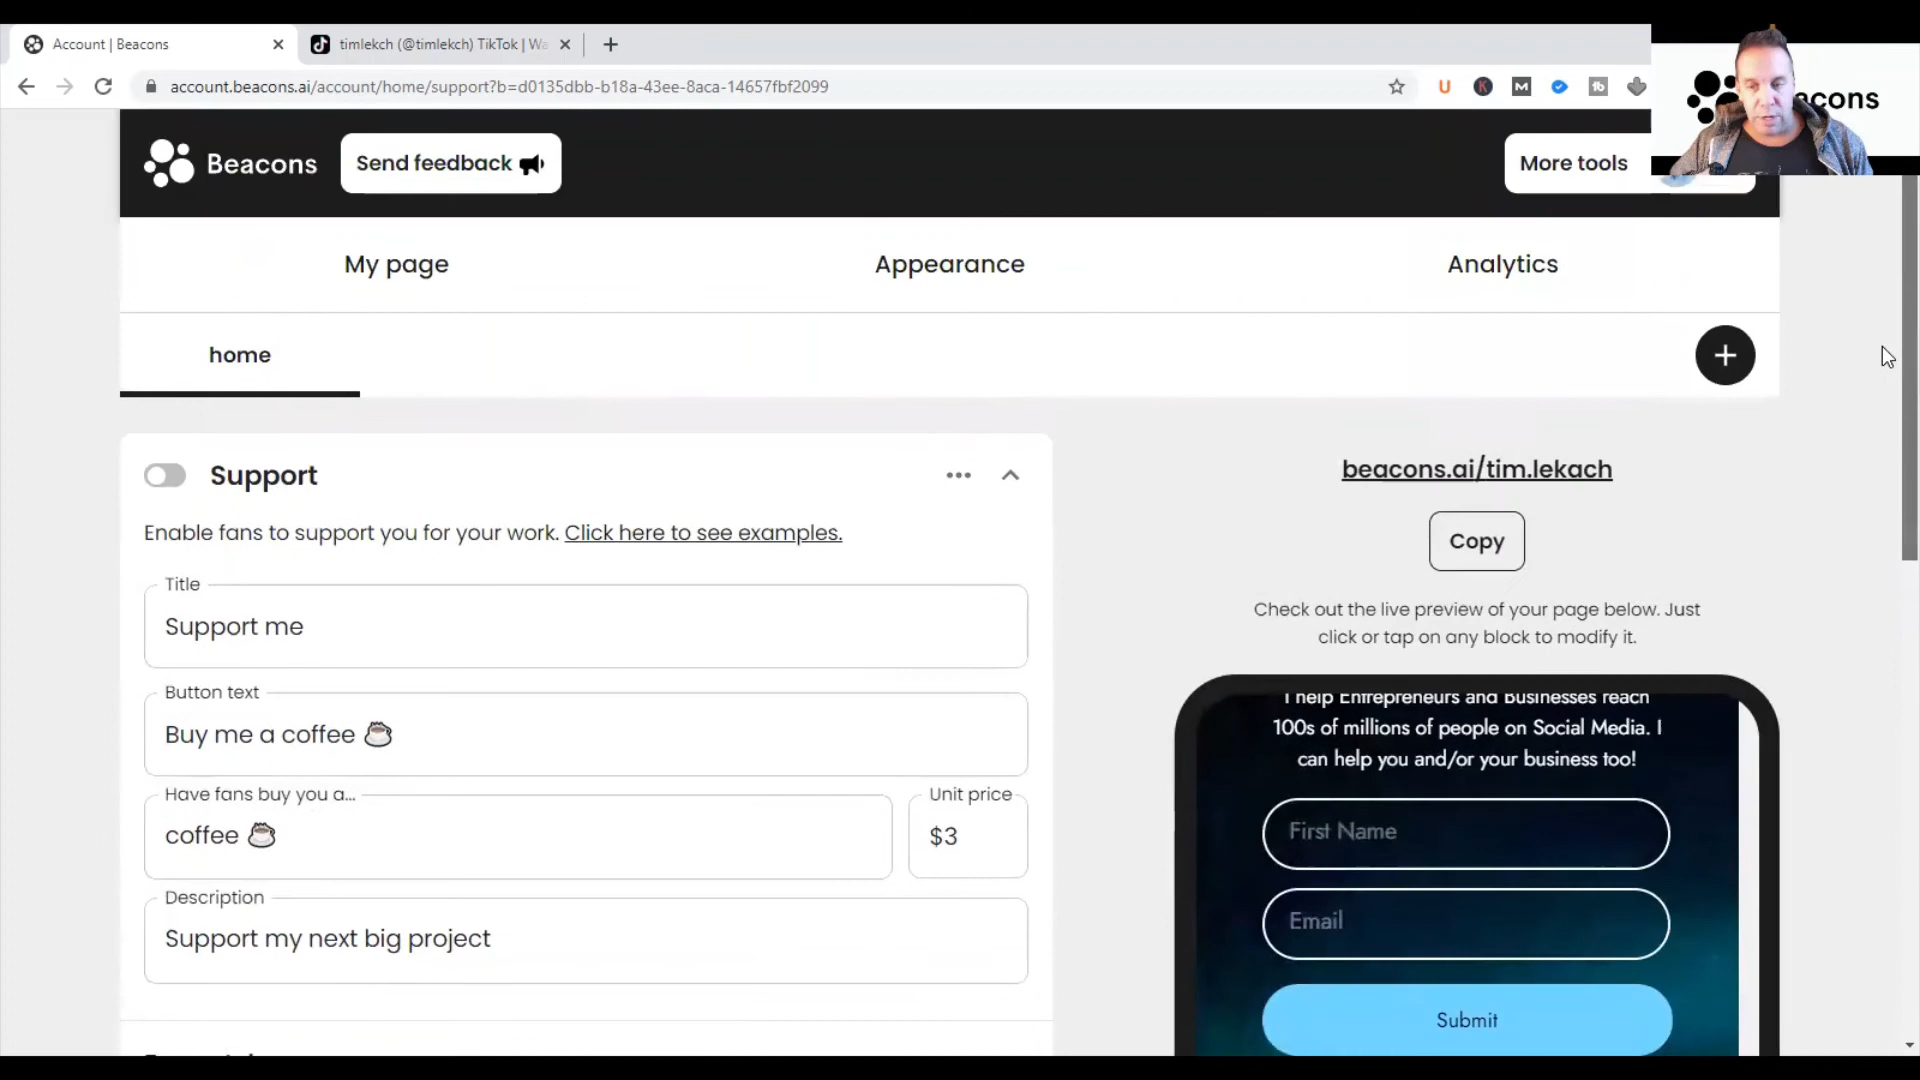 Account | Beacons
timlekch (@timlekch) TikTok | Wa
account.beacons.ai/account/home/support?b=d0135dbb-b18a-43ee-8aca-14657fbf2099
Beacons
Send feedback
More tools
My page
Appearance
Analytics
home
Support
Enable fans to support you for your work. Click here to see examples.
Title
Support me
Button text
Buy me a coffee ☕
Have fans buy you a...
coffee ☕
Unit price
$3
Description
Support my next big project
beacons.ai/tim.lekach
Copy
Check out the live preview of your page below. Just
click or tap on any block to modify it.
I help Entrepreneurs and Businesses reach
100s of millions of people on Social Media. I
can help you and/or your business too!
First Name
Email
Submit